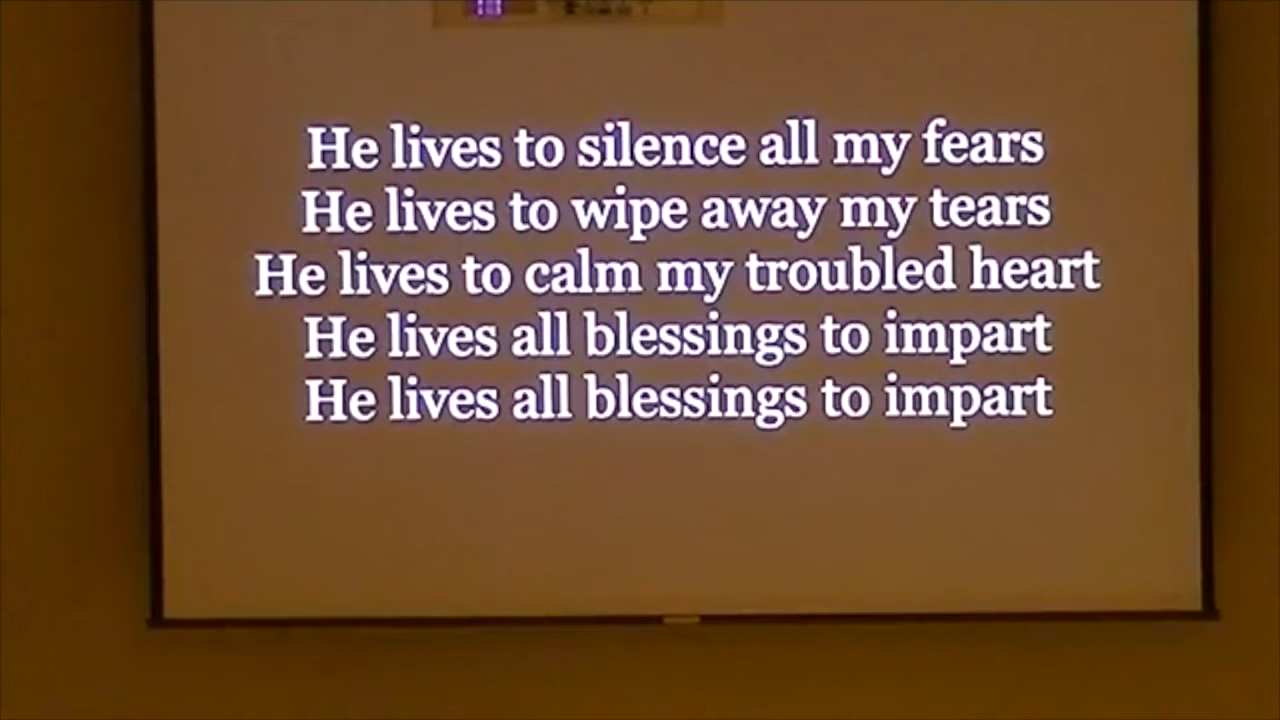 He lives to silence all my fears
He lives to wipe away my tears
He lives to calm my troubled heart
He lives all blessings to impart
He lives all blessings to impart